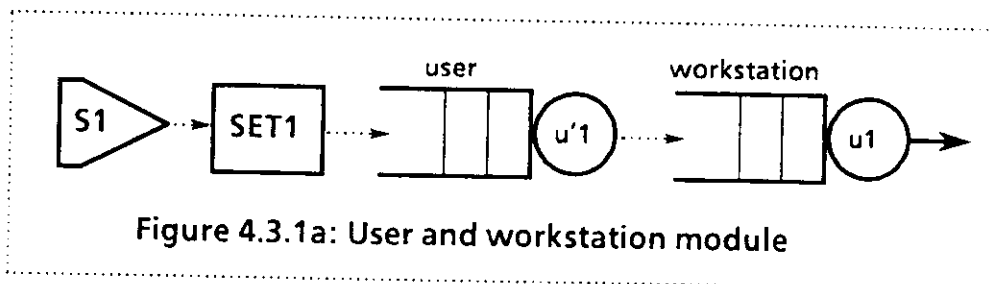 user
workstation
S1
SET1
u'1
u1
Figure 4.3.1a: User and workstation module